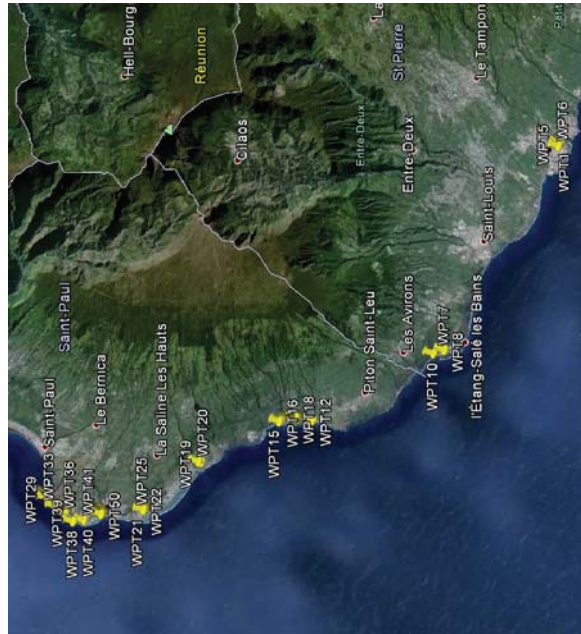 Hell-Bourg
Réunion
La
St Pierre
Le Tampon
Cilaos
Entre-Deux
Entre-Deux
Saint-Louis
WPT5
WPT6
WPT1
Saint-Paul
Les Avirons
Piton Saint-Leu
WPT7
WPT10
WPT8
l'Étang-Salé les Bains
Saint-Paul
Le Bernica
La Saline Les Hauts
WPT15
WPT16
WPT18
WPT12
WPT19
WPT20
WPT29
WPT33
WPT39
WPT36
WPT38
WPT41
WPT40
WPT50
WPT25
WPT21
WPT22